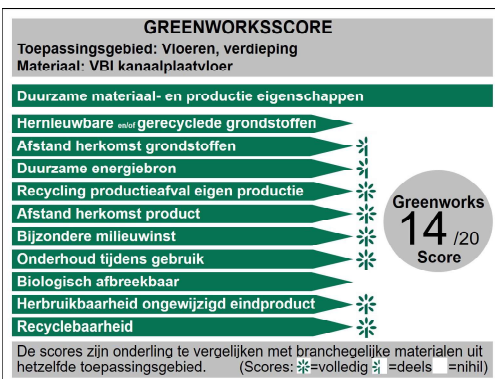 GREENWORKSSCORE
Toepassingsgebied: Vloeren, verdieping
Materiaal: VBI kanaalplaatvloer
Duurzame materiaal- en productie eigenschappen
Hernieuwbare en/of gerecyclede grondstoffen
Afstand herkomst grondstoffen
Duurzame energiebron
Recycling productieafval eigen productie
Afstand herkomst product
Bijzondere milieuwinst
Onderhoud tijdens gebruik
Biologisch afbreekbaar
Herbruikbaarheid ongewijzigd eindproduct
Recyclebaarheid
Greenworks
14 /20
Score
De scores zijn onderling te vergelijken met branchegelijke materialen uit
hetzelfde toepassingsgebied. (Scores: =volledig =deels =nihil)